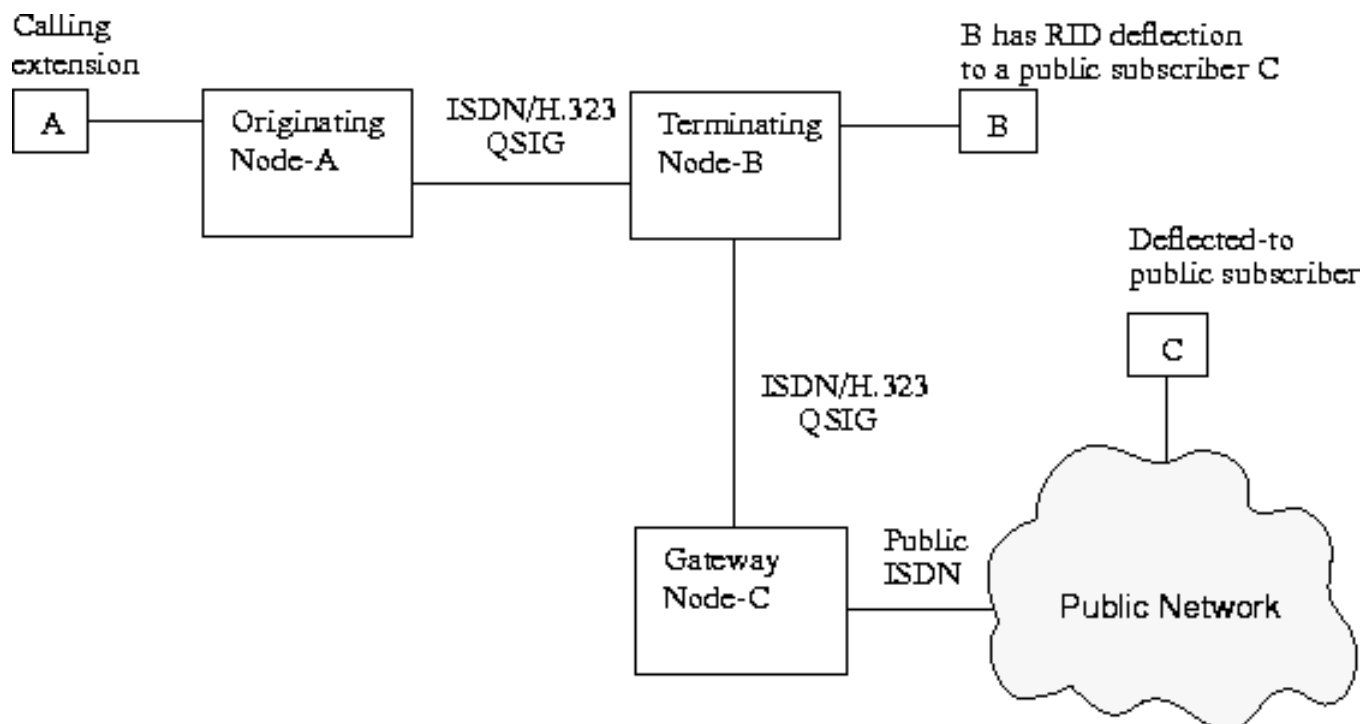 Calling
extension
A
Originating
Node-A
ISDN/H.323
QSIG
Terminating
Node-B
B has RID deflection
to a public subscriber C
B
Deflected-to
public subscriber
C
ISDN/H.323
QSIG
Gateway
Node-C
Public
ISDN
Public Network